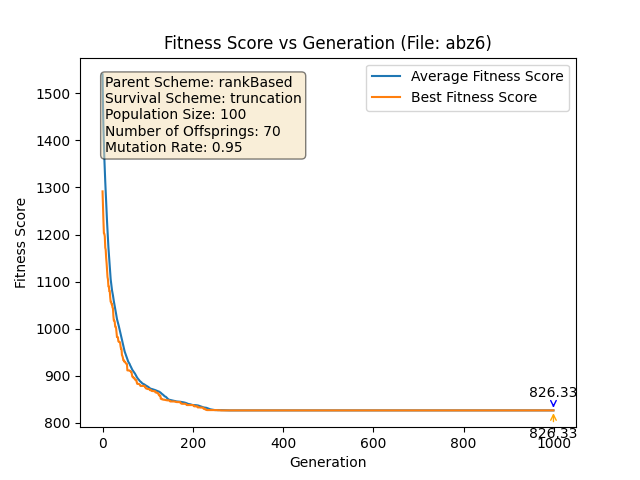 Fitness Score vs Generation (File: abz6)
Parent Scheme: rankBased
Survival Scheme: truncation
Population Size: 100
Number of Offsprings: 70
Mutation Rate: 0.95
Average Fitness Score
Best Fitness Score
Fitness Score
1500
1400
1300
1200
1100
1000
900
800
826.33
826.33
0
200
400
600
800
1000
Generation